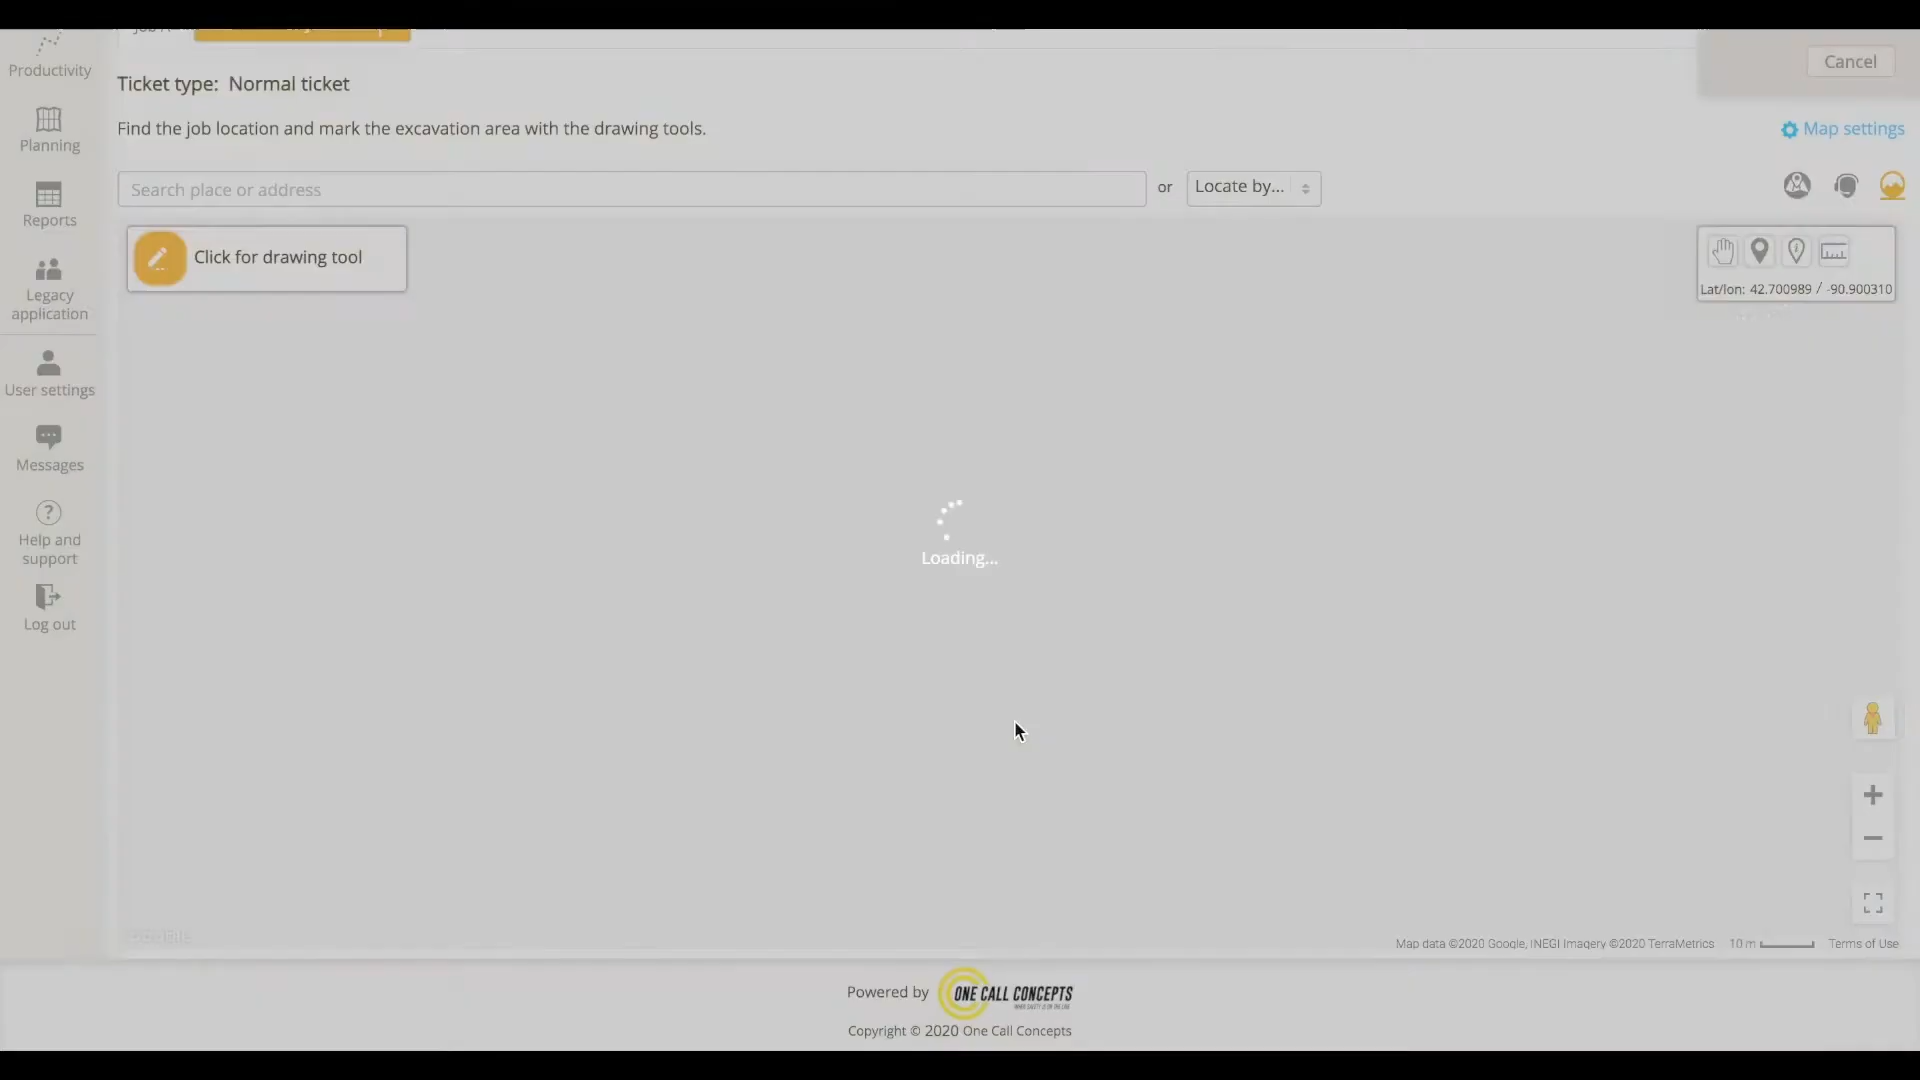 Productivity
Ticket type: Normal ticket
Cancel
Find the job location and mark the excavation area with the drawing tools.
Map settings
Planning
Search place or address
or
Locate by...
Reports
Click for drawing tool
Lat/lon: 42.700989 / -90.900310
Legacy
application
User settings
Messages
Help and
support
Loading...
Log out
Map data ©2020 Google, INEGI Imagery ©2020 TerraMetrics
10 m
Terms of Use
Powered by
ONE CALL CONCEPTS
Copyright © 2020 One Call Concepts